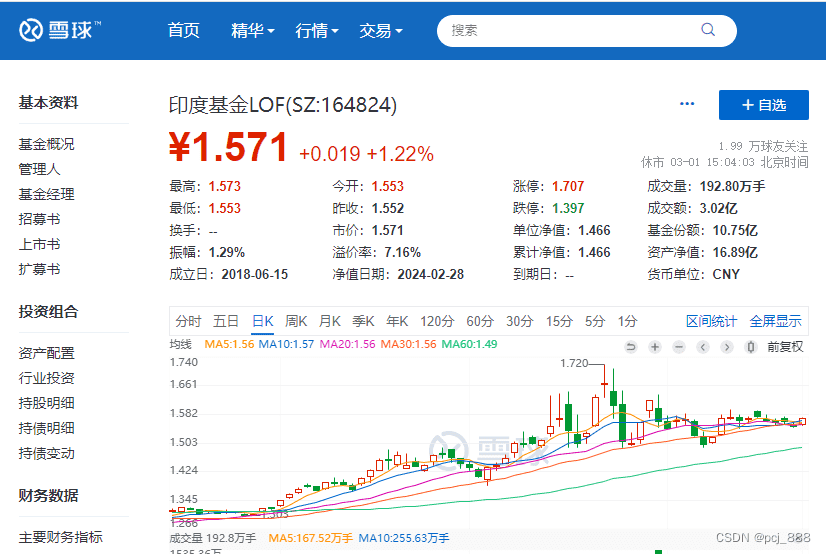 雪球™ 首页 精华 行情 交易 搜索
基本资料
基金概况
管理人
基金经理
招募书
上市书
扩募书
投资组合
资产配置
行业投资
持股明细
持债明细
持债变动
财务数据
主要财务指标
印度基金LOF(SZ:164824)
··· +自选
¥1.571 +0.019 +1.22%
1.99 万球友关注
休市 03-01 15:04:03 北京时间
最高：1.573 今开：1.553 涨停：1.707 成交量：192.80万手
最低：1.553 昨收：1.552 跌停：1.397 成交额：3.02亿
换手：-- 市价：1.571 单位净值：1.466 基金份额：10.75亿
振幅：1.29% 溢价率：7.16% 累计净值：1.466 资产净值：16.89亿
成立日：2018-06-15 净值日期：2024-02-28 到期日：-- 货币单位：CNY
分时 五日 日K 周K 月K 季K 年K 120分 60分 30分 15分 5分 1分 区间统计 全屏显示
均线 MA5:1.56 MA10:1.57 MA20:1.56 MA30:1.56 MA60:1.49 前复权
1.740
1.720
1.661
1.582
1.503
雪球
1.424
1.345
1.303
1.266
成交量 192.8万手 MA5:167.52万手 MA10:255.63万手
CSDN @pcj_888
1535.36万